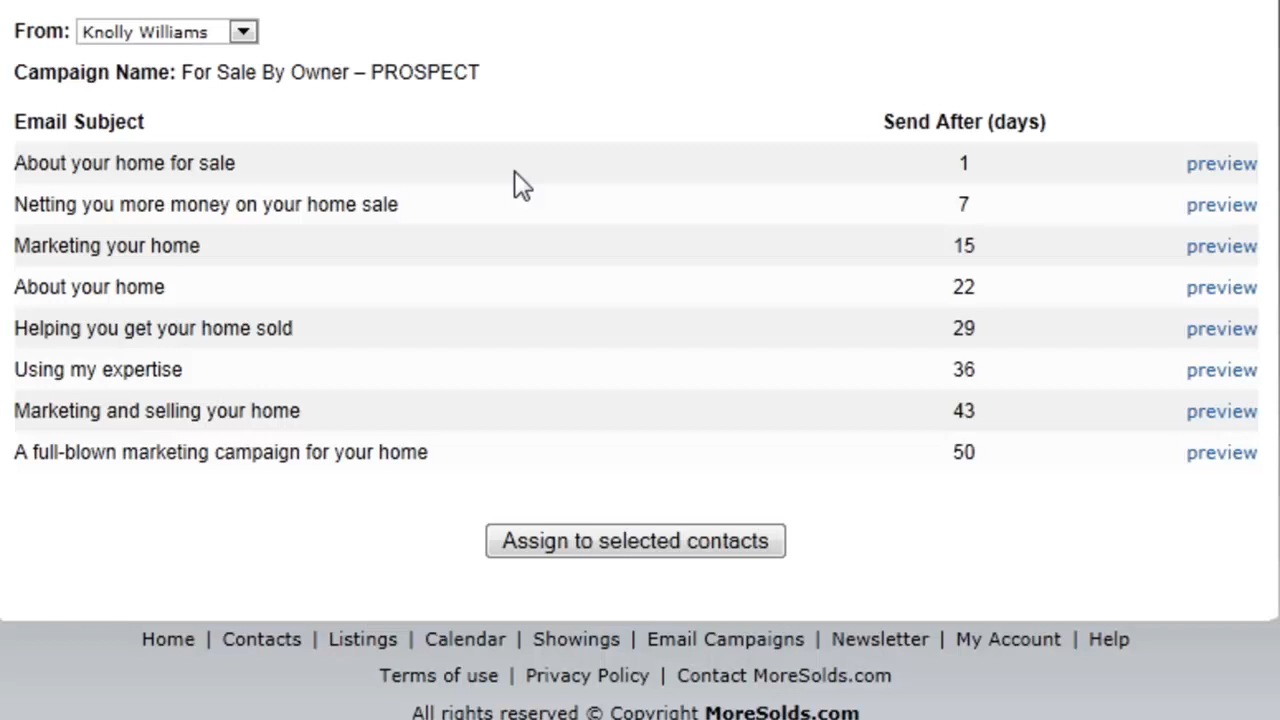 From: Knolly Williams
Campaign Name: For Sale By Owner – PROSPECT
Email Subject Send After (days)
About your home for sale 1 preview
Netting you more money on your home sale 7 preview
Marketing your home 15 preview
About your home 22 preview
Helping you get your home sold 29 preview
Using my expertise 36 preview
Marketing and selling your home 43 preview
A full-blown marketing campaign for your home 50 preview
Assign to selected contacts
Home | Contacts | Listings | Calendar | Showings | Email Campaigns | Newsletter | My Account | Help
Terms of use | Privacy Policy | Contact MoreSolds.com
All rights reserved © Copyright MoreSolds.com